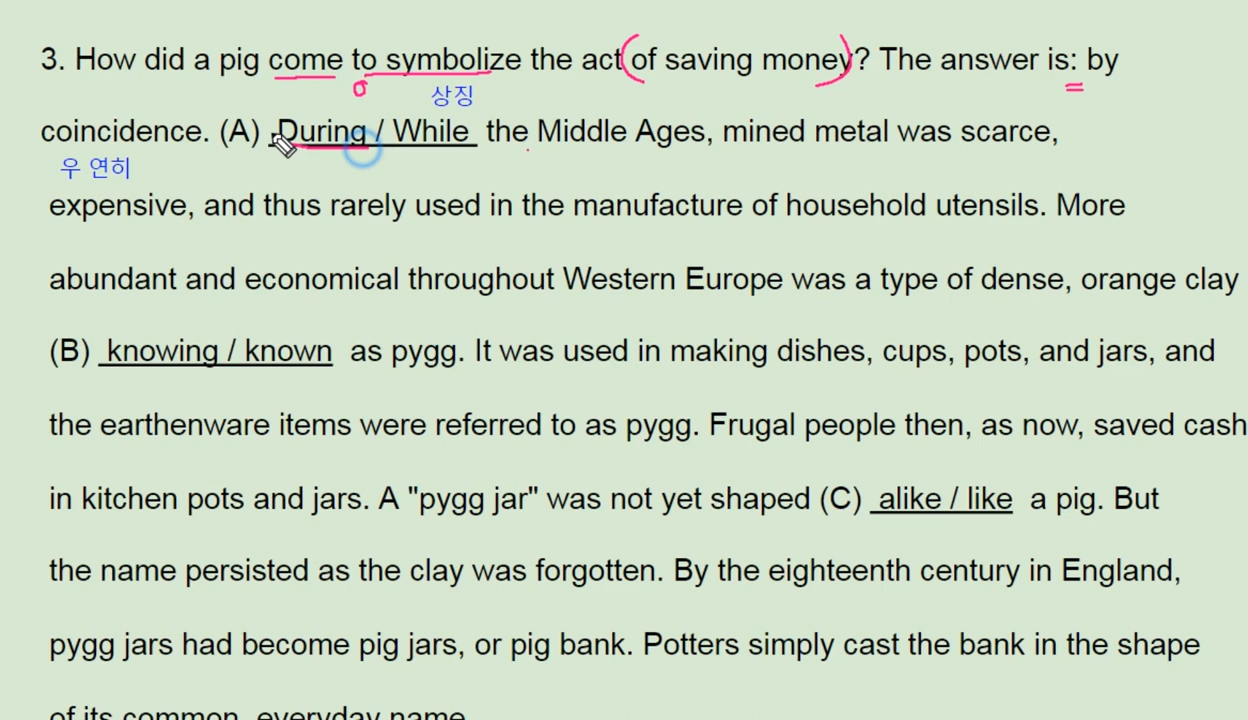 3. How did a pig come to symbolize the act of saving money? The answer is: by
상징
coincidence. (A) During / While the Middle Ages, mined metal was scarce,
우 연히
expensive, and thus rarely used in the manufacture of household utensils. More
abundant and economical throughout Western Europe was a type of dense, orange clay
(B) knowing / known as pygg. It was used in making dishes, cups, pots, and jars, and
the earthenware items were referred to as pygg. Frugal people then, as now, saved cash
in kitchen pots and jars. A "pygg jar" was not yet shaped (C) alike / like a pig. But
the name persisted as the clay was forgotten. By the eighteenth century in England,
pygg jars had become pig jars, or pig bank. Potters simply cast the bank in the shape
of its common, everyday name.